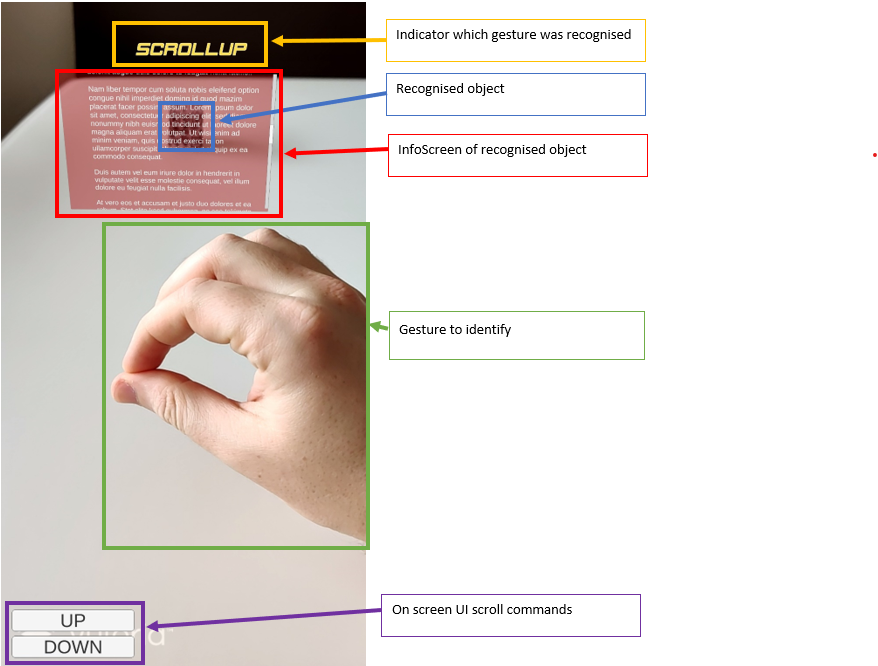 SCROLLUP
Indicator which gesture was recognised
Recognised object
InfoScreen of recognised object
Nam liber tempor cum soluta nobis eleifend option
congue nihil imperdiet doming id quod mazim
placerat facer possim assum. Lorem ipsum dolor
sit amet, consectetuer adipiscing elit, sed diam
nonummy nibh euismod tincidunt ut laoreet dolore
magna aliquam erat volutpat. Ut wisi enim ad
minim veniam, quis nostrud exerci tation
ullamcorper suscipit quip ex ea
commodo consequat.
Duis autem vel eum iriure dolor in hendrerit in
vulputate velit esse molestie consequat, vel illum
dolore eu feugiat nulla facilisis.
At vero eos et accusam et justo duo dolores et ea
Gesture to identify
On screen UI scroll commands
UP
DOWN